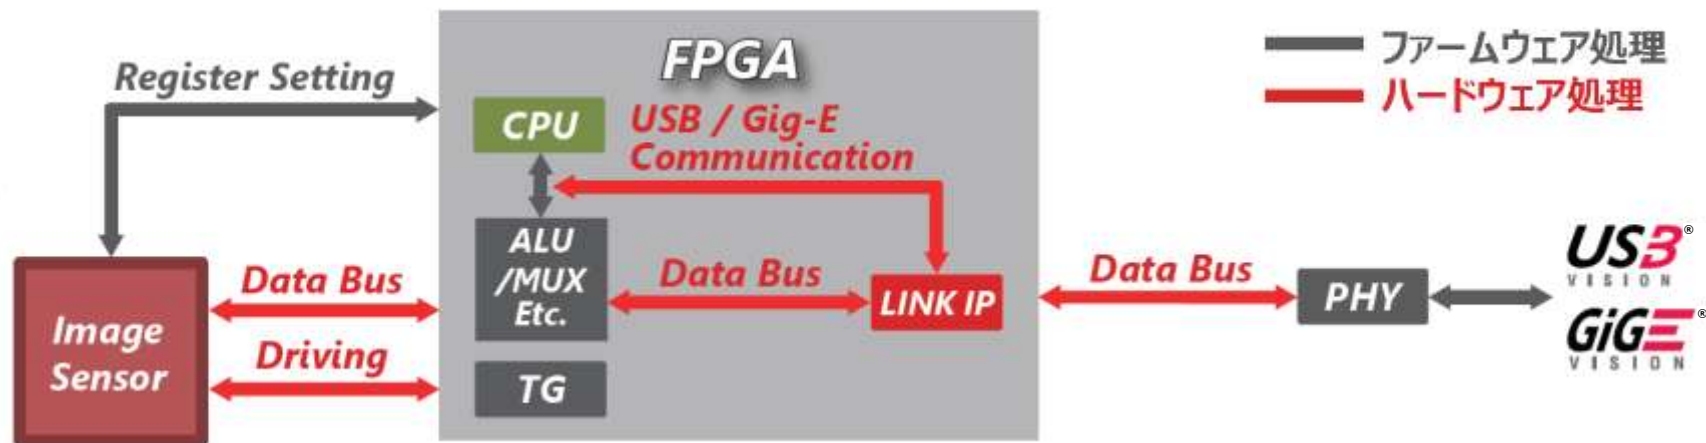 FPGA
ファームウェア処理
ハードウェア処理
Register Setting
CPU
USB / Gig-E
Communication
ALU
/MUX
Etc.
Data Bus
Data Bus
Data Bus
LINK IP
PHY
USB®
VISION
GiGE®
VISION
Image
Sensor
Driving
TG